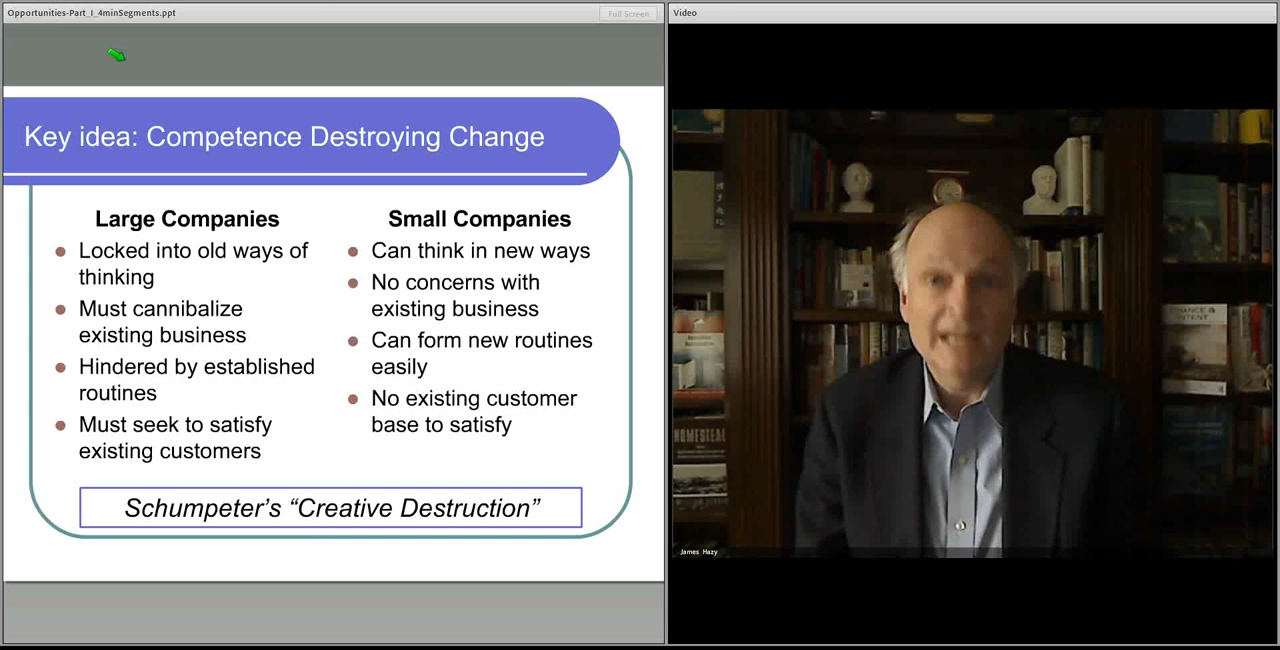 Opportunities-Part_I_4minSegments.ppt
Full Screen
Key idea: Competence Destroying Change
Large Companies
Locked into old ways of
thinking
Must cannibalize
existing business
Hindered by established
routines
Must seek to satisfy
existing customers
Small Companies
Can think in new ways
No concerns with
existing business
Can form new routines
easily
No existing customer
base to satisfy
Schumpeter's “Creative Destruction”
Video
HOMESTEAD
James Hazy